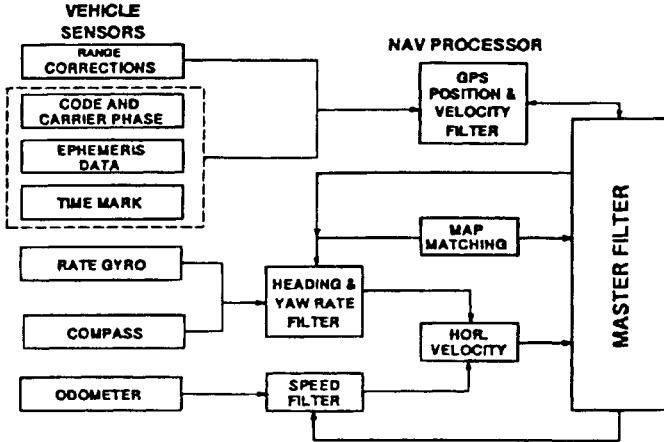 VEHICLE
SENSORS
RANGE
CORRECTIONS
CODE AND
CARRIER PHASE
EPHEMERIS
DATA
TIME MARK
RATE GYRO
COMPASS
ODOMETER
NAV PROCESSOR
GPS
POSITION &
VELOCITY
FILTER
MAP
MATCHING
HEADING &
YAW RATE
FILTER
HOR.
VELOCITY
SPEED
FILTER
MASTER FILTER